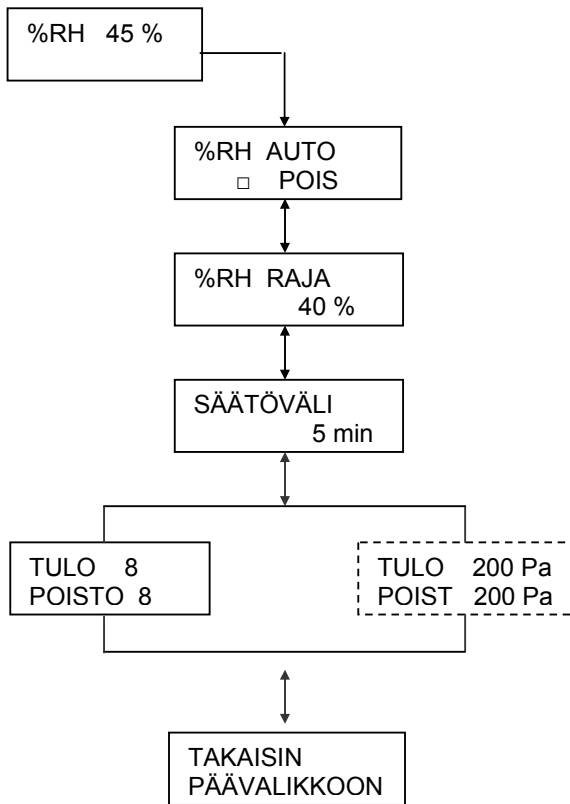 %RH 45 %
%RH AUTO
□ POIS
%RH RAJA
40 %
SÄÄTÖVÄLI
5 min
TULO 8
POISTO 8
TULO 200 Pa
POIST 200 Pa
TAKAISIN
PÄÄVALIKKOON